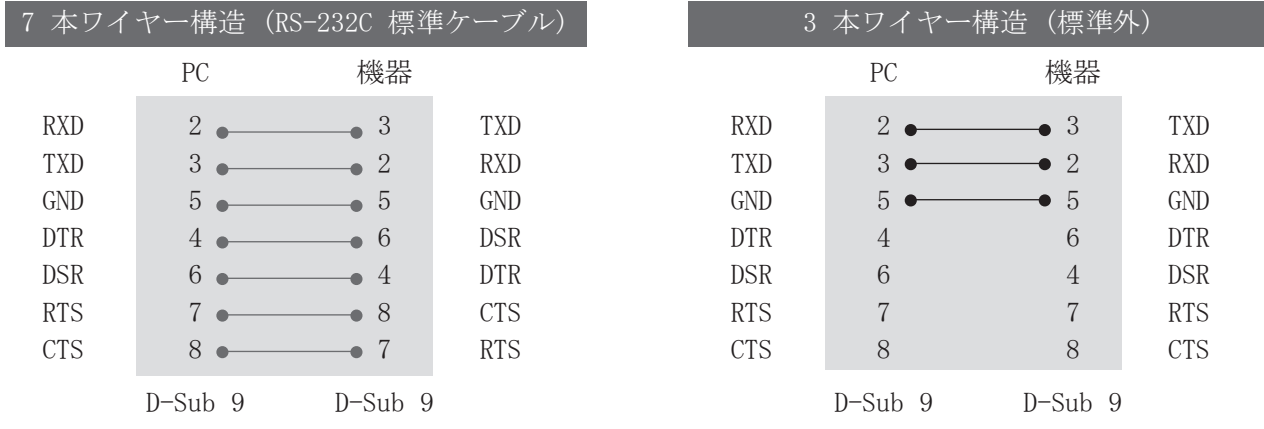 7 本ワイヤー構造 (RS-232C 標準ケーブル)
PC 機器
RXD 2 3 TXD
TXD 3 2 RXD
GND 5 5 GND
DTR 4 6 DSR
DSR 6 4 DTR
RTS 7 8 CTS
CTS 8 7 RTS
D-Sub 9 D-Sub 9
3 本ワイヤー構造 (標準外)
PC 機器
RXD 2 3 TXD
TXD 3 2 RXD
GND 5 5 GND
DTR 4 6 DTR
DSR 6 4 DSR
RTS 7 7 RTS
CTS 8 8 CTS
D-Sub 9 D-Sub 9